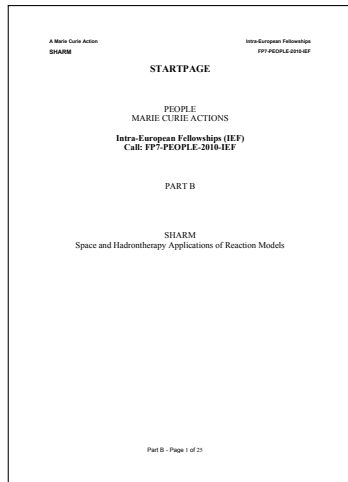 A Marie Curie Action Intra-European Fellowships
SHARM FP7-PEOPLE-2010-IEF
STARTPAGE
PEOPLE
MARIE CURIE ACTIONS
Intra-European Fellowships (IEF)
Call: FP7-PEOPLE-2010-IEF
PART B
SHARM
Space and Hadrontherapy Applications of Reaction Models
Part B - Page 1 of 25